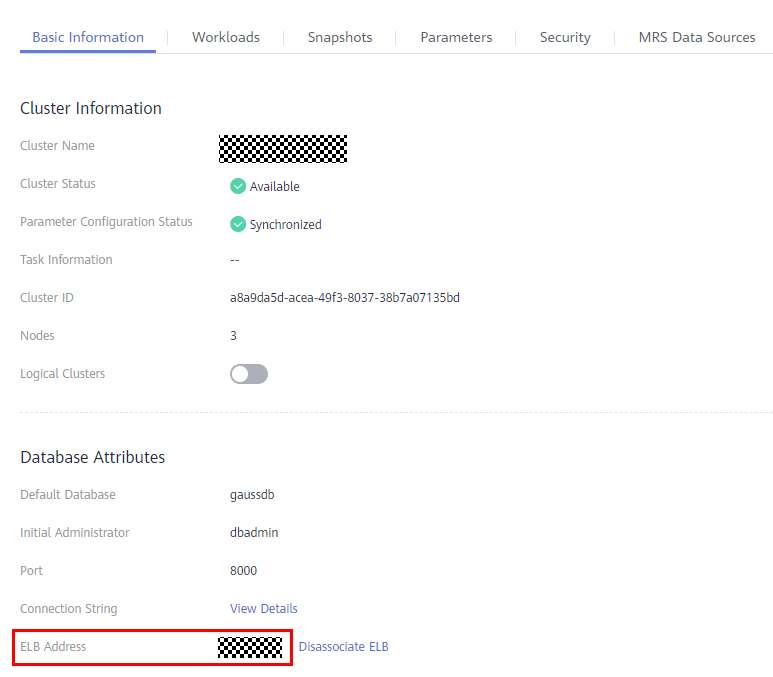 Basic Information Workloads Snapshots Parameters Security MRS Data Sources
Cluster Information
Cluster Name
Cluster Status Available
Parameter Configuration Status Synchronized
Task Information --
Cluster ID a8a9da5d-acea-49f3-8037-38b7a07135bd
Nodes 3
Logical Clusters
Database Attributes
Default Database gaussdb
Initial Administrator dbadmin
Port 8000
Connection String View Details
ELB Address Disassociate ELB